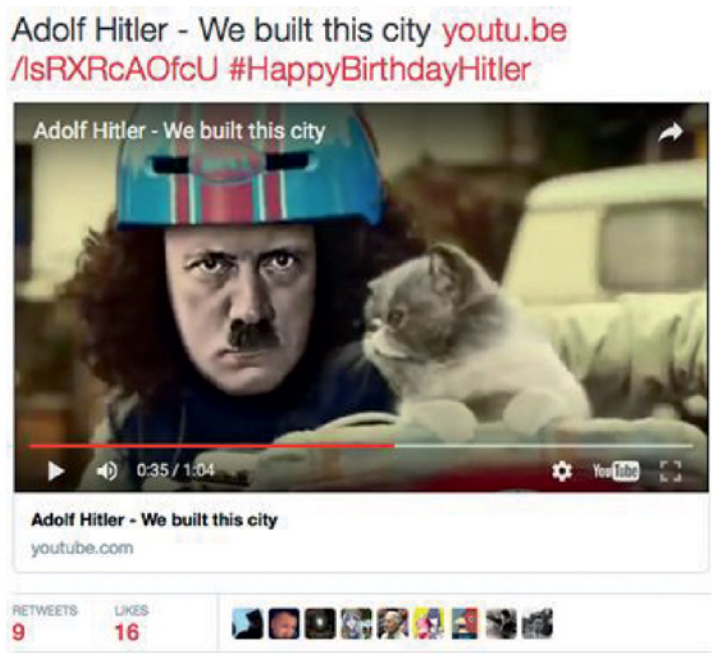 Adolf Hitler - We built this city youtu.be
/IsRXRcAOfcU #HappyBirthdayHitler
Adolf Hitler - We built this city
0:35 / 1:04
YouTube
Adolf Hitler - We built this city
youtube.com
RETWEETS LIKES
9 16